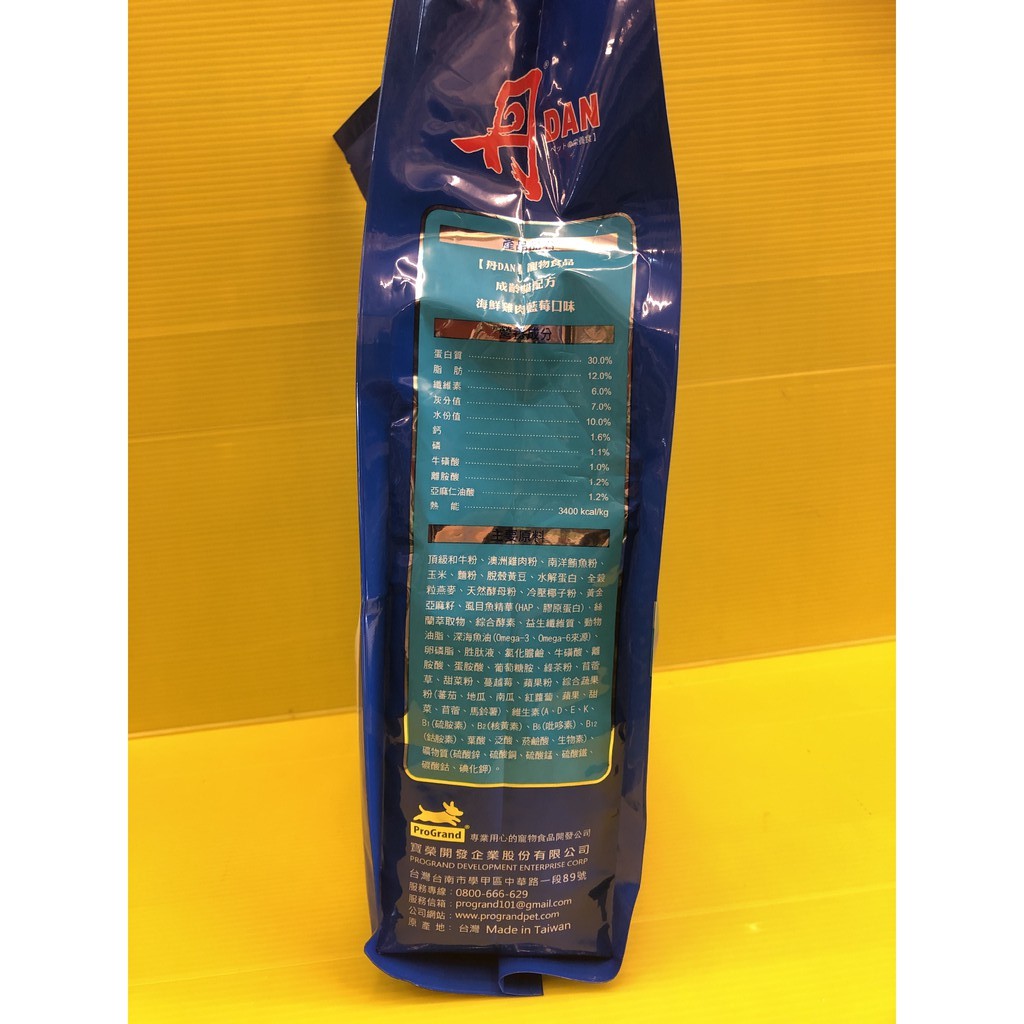 丹
®
DAN
產品
【丹DAN】寵物食品
成齡貓配方
海鮮雞肉藍莓口味
營養成分
蛋白質 30.0%
脂 肪 12.0%
纖維素 6.0%
灰分值 7.0%
水份值 10.0%
鈣 1.6%
磷 1.1%
牛磺酸 1.0%
離胺酸 1.2%
亞麻仁油酸 1.2%
熱 能 3400 kcal/kg
主要原料
頂級和牛粉、澳洲雞肉粉、南洋鮪魚粉、
玉米、麵粉、脫殼黃豆、水解蛋白、全穀
粒燕麥、天然酵母粉、冷壓椰子粉、黃金
亞麻籽、虱目魚精華(HAP、膠原蛋白)、絲
蘭萃取物、綜合酵素、益生纖維質、動物
油脂、深海魚油(Omega-3、Omega-6來源)、
卵磷脂、胜肽液、氯化膽鹼、牛磺酸、離
胺酸、蛋胺酸、葡萄糖胺、綠茶粉、苜蓿
草、甜菜粉、蔓越莓、蘋果粉、綜合蔬果
粉(蕃茄、地瓜、南瓜、紅蘿蔔、蘋果、甜
菜、苜蓿、馬鈴薯)、維生素(A、D、E、K、
B1(硫胺素)、B2(核黃素)、B6(吡哆素)、B12
(鈷胺素)、葉酸、泛酸、菸鹼酸、生物素)、
礦物質(硫酸鋅、硫酸銅、硫酸錳、硫酸鐵、
碳酸鈷、碘化鉀)。
ProGrand® 專業用心的寵物食品開發公司
寶榮開發企業股份有限公司
PROGRAND DEVELOPMENT ENTERPRISE CORP
台灣台南市學甲區中華路一段89號
服務專線：0800-666-629
服務信箱：progrand101@gmail.com
公司網站：www.prograndpet.com
原 產 地：台灣 Made in Taiwan